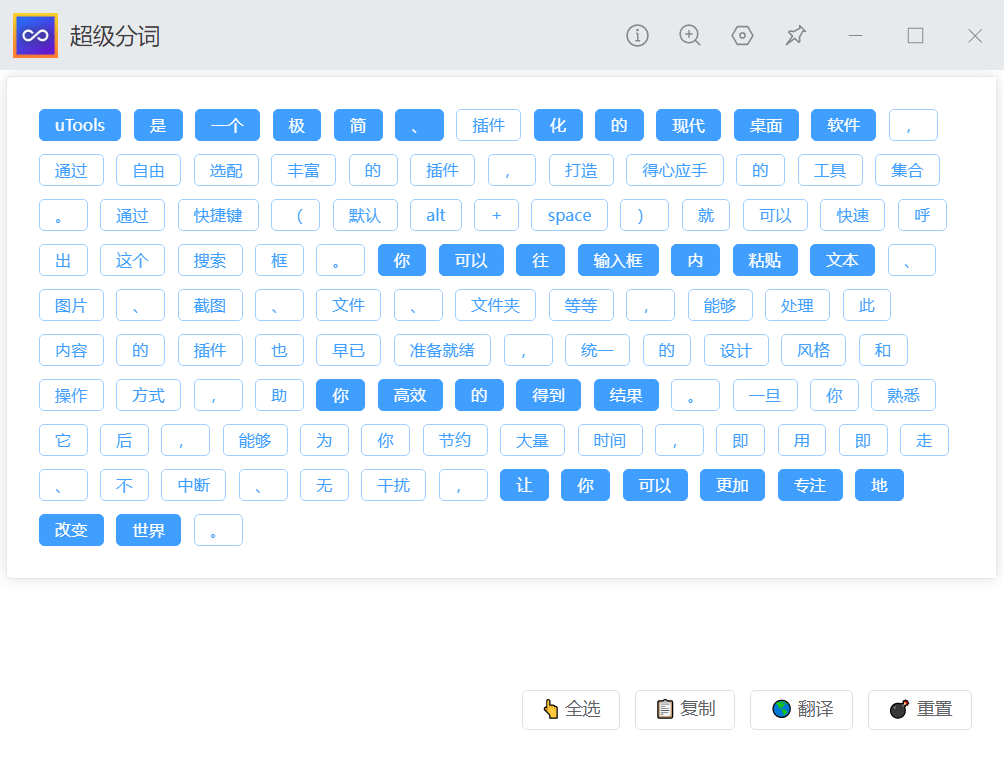 超级分词
uTools 是 一个 极 简 、 插件 化 的 现代 桌面 软件 ，
通过 自由 选配 丰富 的 插件 ， 打造 得心应手 的 工具 集合
。 通过 快捷键 （ 默认 alt + space ） 就 可以 快速 呼
出 这个 搜索 框 。 你 可以 往 输入框 内 粘贴 文本 、
图片 、 截图 、 文件 、 文件夹 等等 ， 能够 处理 此
内容 的 插件 也 早已 准备就绪 ， 统一 的 设计 风格 和
操作 方式 ， 助 你 高效 的 得到 结果 。 一旦 你 熟悉
它 后 ， 能够 为 你 节约 大量 时间 ， 即 用 即 走
、 不 中断 、 无 干扰 ， 让 你 可以 更加 专注 地
改变 世界 。
全选 复制 翻译 重置